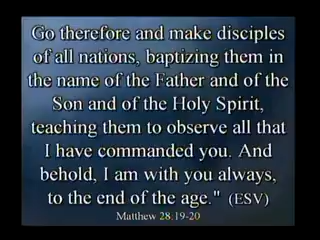 Go therefore and make disciples
of all nations, baptizing them in
the name of the Father and of the
Son and of the Holy Spirit,
teaching them to observe all that
I have commanded you. And
behold, I am with you always,
to the end of the age." (ESV)
Matthew 28:19-20